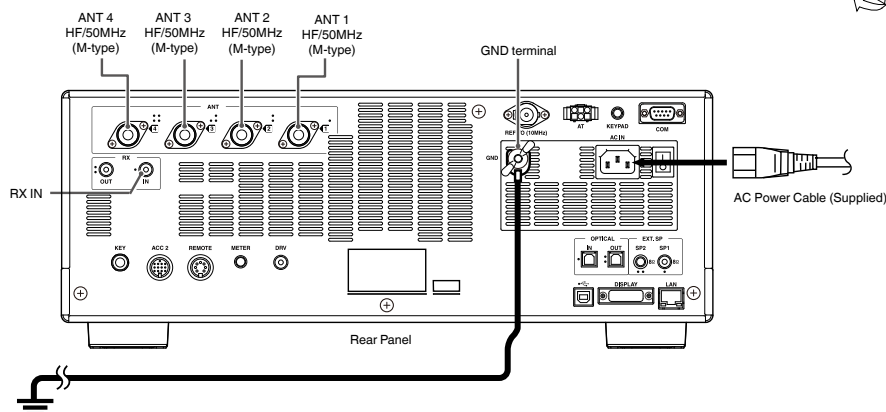 ANT 4
HF/50MHz
(M-type)
ANT 3
HF/50MHz
(M-type)
ANT 2
HF/50MHz
(M-type)
ANT 1
HF/50MHz
(M-type)
GND terminal
ANT
4
3
2
1
REF I/O (10MHz)
AT
KEYPAD
COM
AC IN
GND
RX
OUT
IN
RX IN
AC Power Cable (Supplied)
KEY
ACC 2
REMOTE
METER
DRV
OPTICAL
IN
OUT
EXT. SP
SP2
8Ω
SP1
8Ω
DISPLAY
LAN
Rear Panel